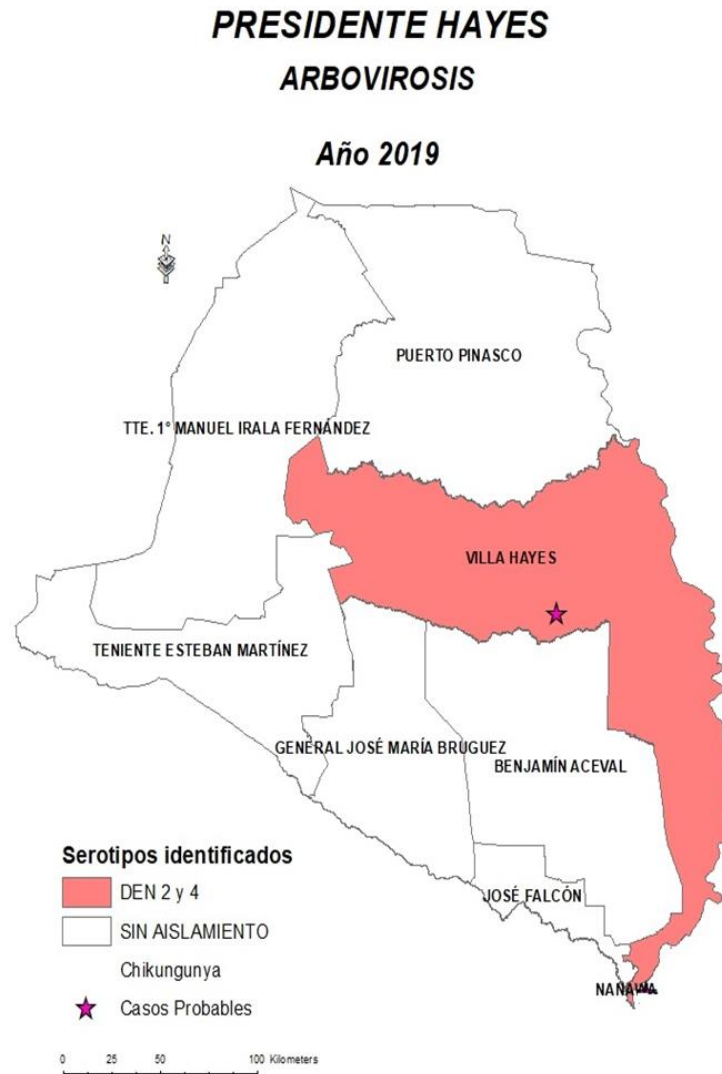 PRESIDENTE HAYES
ARBOVIROSIS
Año 2019
N
PUERTO PINASCO
TTE. 1° MANUEL IRALA FERNÁNDEZ
VILLA HAYES
TENIENTE ESTEBAN MARTÍNEZ
GENERAL JOSÉ MARÍA BRUGUEZ
BENJAMÍN ACEVAL
JOSÉ FALCÓN
NANAWA
Serotipos identificados
DEN 2 y 4
SIN AISLAMIENTO
Chikungunya
Casos Probables
0 25 50 100 Kilometers